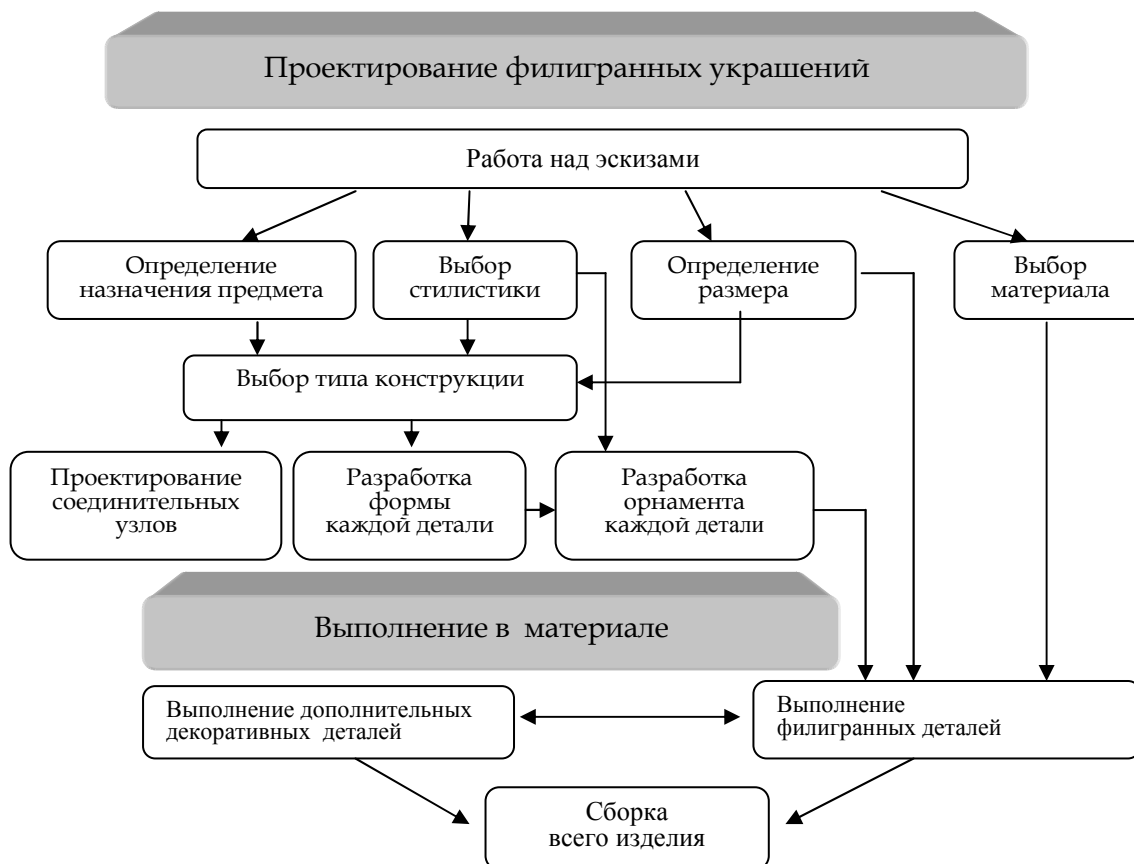 Проектирование филигранных украшений
Работа над эскизами
Определение
назначения предмета
Выбор
стилистики
Определение
размера
Выбор
материала
Выбор типа конструкции
Проектирование
соединительных
узлов
Разработка
формы
каждой детали
Разработка
орнамента
каждой детали
Выполнение в материале
Выполнение дополнительных
декоративных деталей
Выполнение
филигранных деталей
Сборка
всего изделия